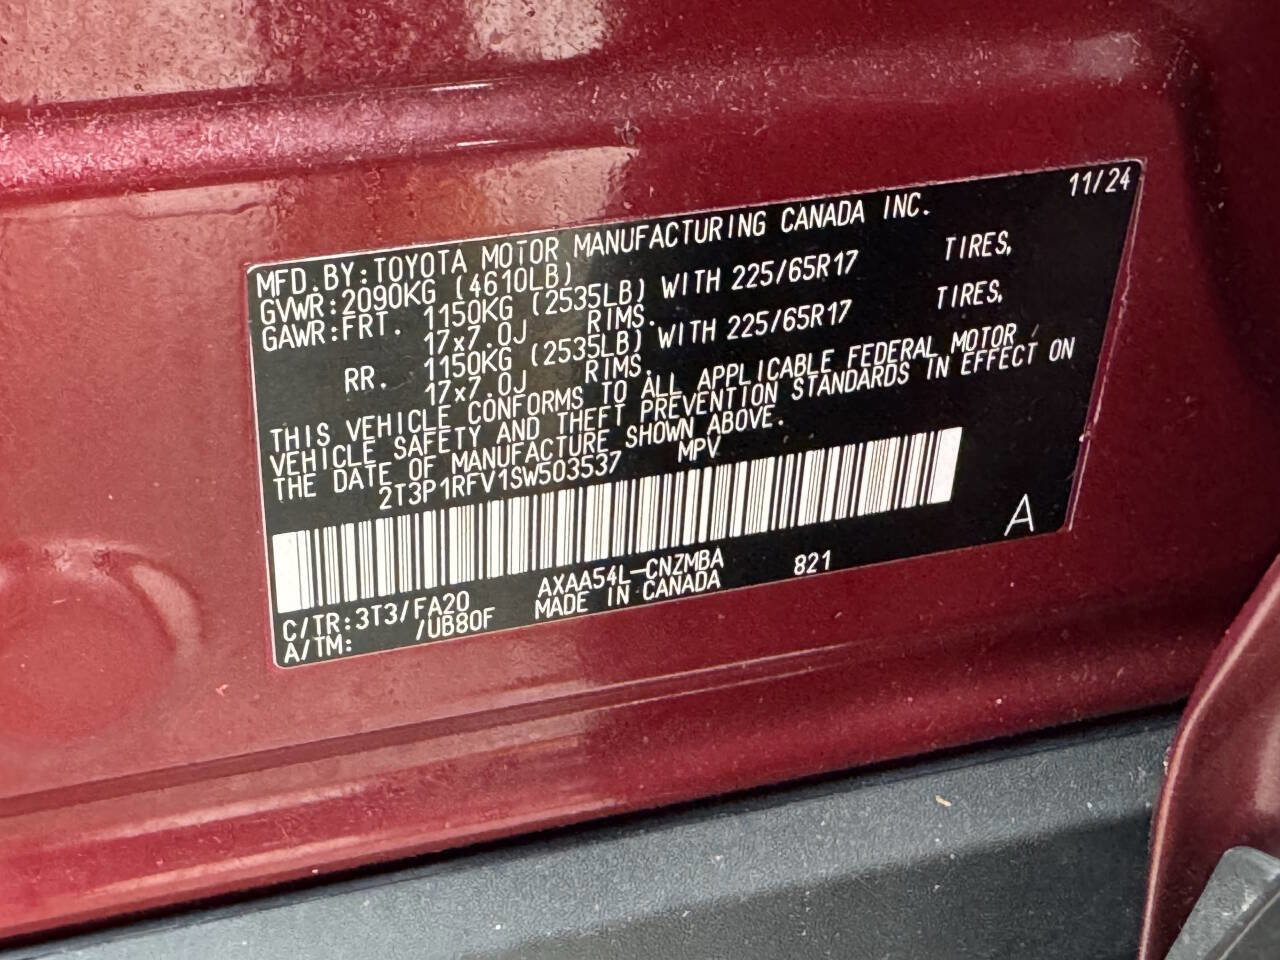 11/24
MFD.BY:TOYOTA MOTOR MANUFACTURING CANADA INC.
GVWR:2090KG (4610LB)
GAWR:FRT. 1150KG (2535LB) WITH 225/65R17 TIRES,
17x7.0J RIMS.
RR. 1150KG (2535LB) WITH 225/65R17 TIRES,
17x7.0J RIMS.
THIS VEHICLE CONFORMS TO ALL APPLICABLE FEDERAL MOTOR
VEHICLE SAFETY AND THEFT PREVENTION STANDARDS IN EFFECT ON
THE DATE OF MANUFACTURE SHOWN ABOVE.
2T3P1RFV1SW503537 MPV
A
C/TR:3T3/FA20 AXAA54L-CNZMBA 821
A/TM: /UB80F MADE IN CANADA